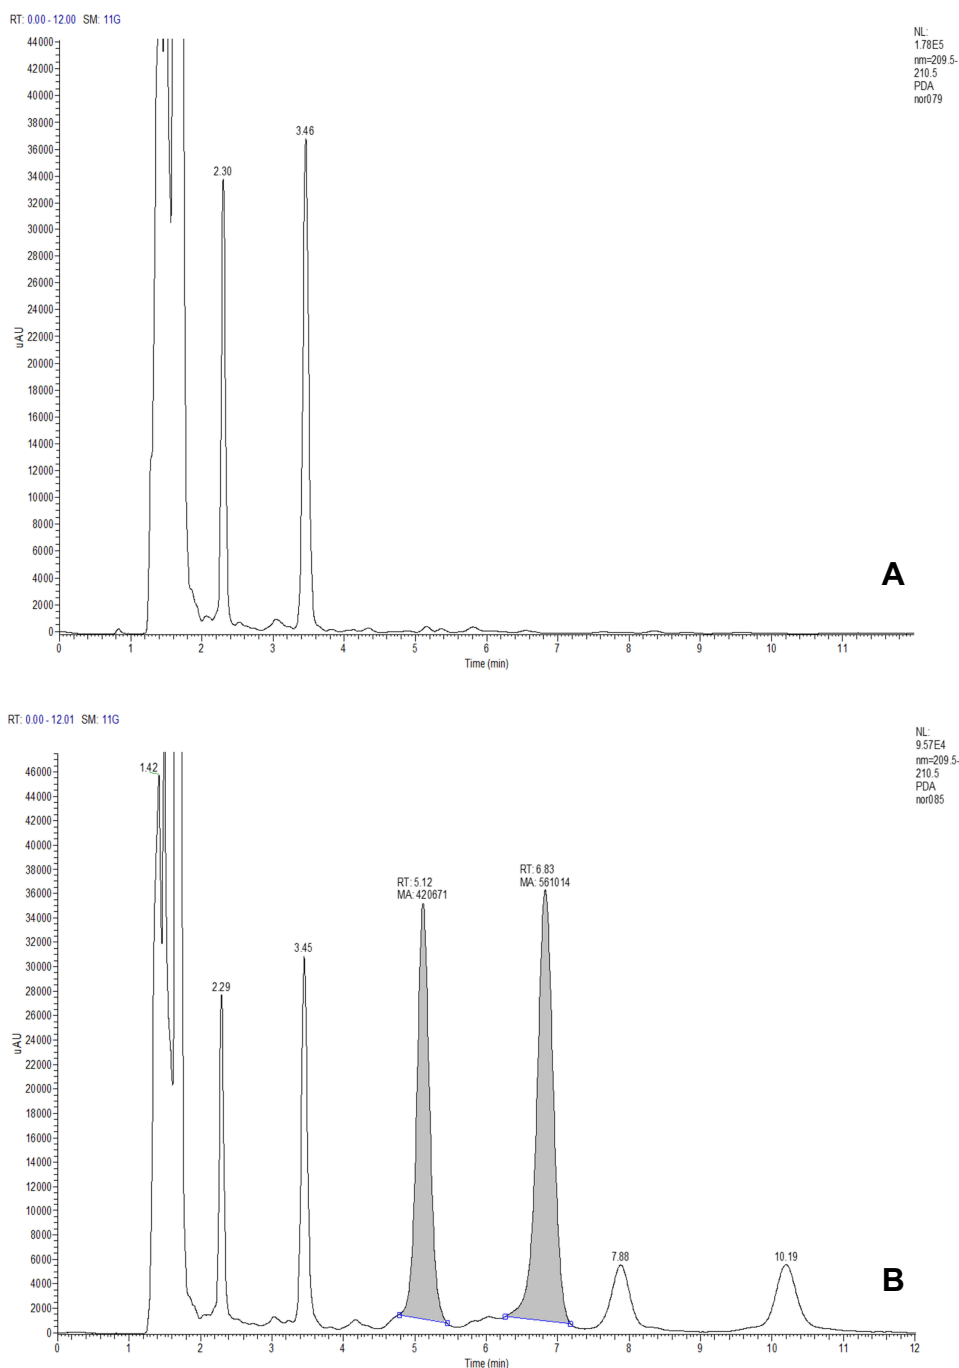 RT: 0.00 - 12.00 SM: 11G
NL:
1.78E5
nm=209.5-
210.5
PDA
nor079
44000
42000
40000
38000
36000
34000
32000
30000
28000
26000
24000
22000
20000
18000
16000
14000
12000
10000
8000
6000
4000
2000
0
uAU
2.30
3.46
A
0 1 2 3 4 5 6 7 8 9 10 11
Time (min)
RT: 0.00 - 12.01 SM: 11G
NL:
9.57E4
nm=209.5-
210.5
PDA
nor085
46000
44000
42000
40000
38000
36000
34000
32000
30000
28000
26000
24000
22000
20000
18000
16000
14000
12000
10000
8000
6000
4000
2000
0
uAU
1.42
2.29
3.45
RT: 5.12
MA: 420671
RT: 6.83
MA: 561014
7.88
10.19
B
0 1 2 3 4 5 6 7 8 9 10 11 12
Time (min)